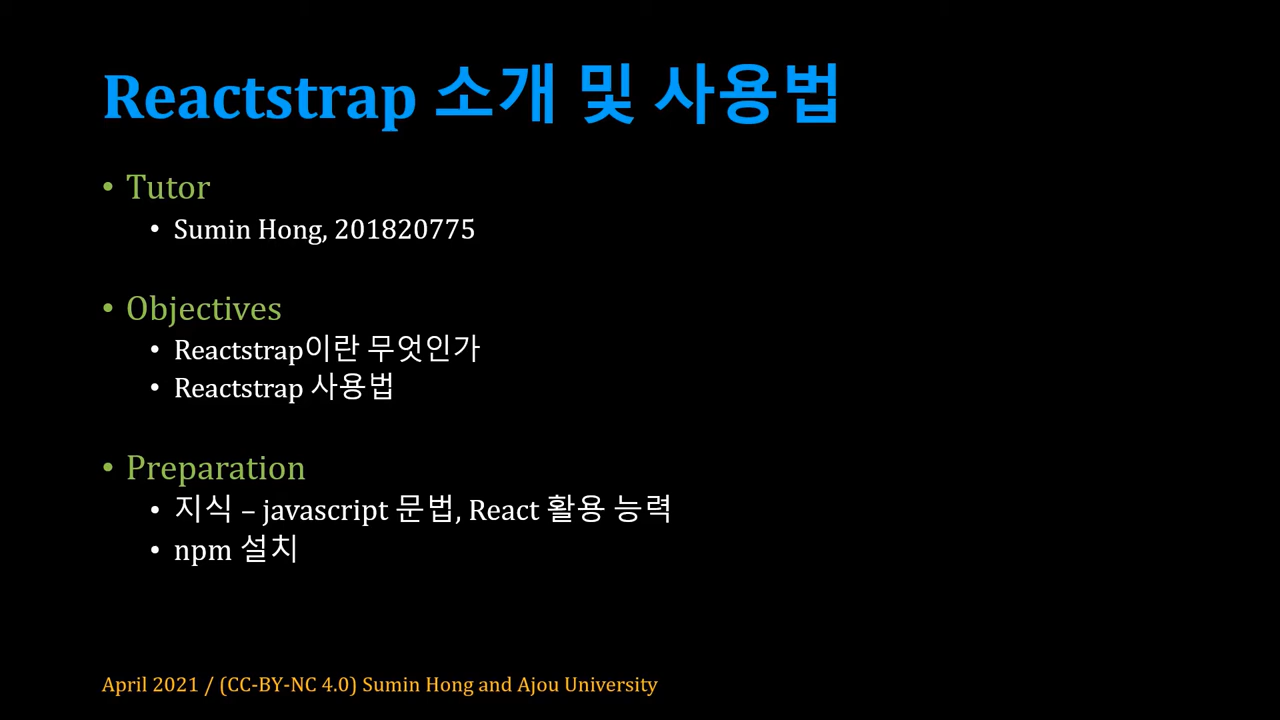 Reactstrap 소개 및 사용법
• Tutor
• Sumin Hong, 201820775
• Objectives
• Reactstrap이란 무엇인가
• Reactstrap 사용법
• Preparation
• 지식 – javascript 문법, React 활용 능력
• npm 설치
April 2021 / (CC-BY-NC 4.0) Sumin Hong and Ajou University